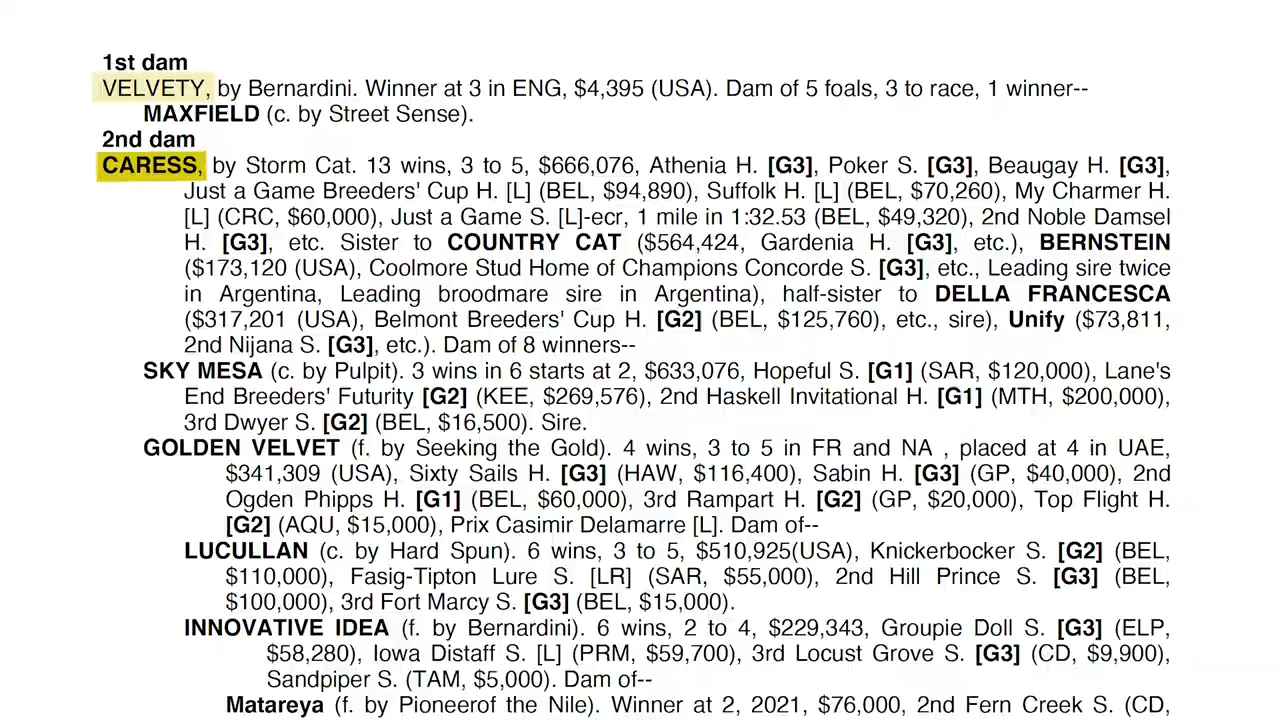 1st dam
VELVETY, by Bernardini. Winner at 3 in ENG, $4,395 (USA). Dam of 5 foals, 3 to race, 1 winner--
MAXFIELD (c. by Street Sense).
2nd dam
CARESS, by Storm Cat. 13 wins, 3 to 5, $666,076, Athenia H. [G3], Poker S. [G3], Beaugay H. [G3],
Just a Game Breeders' Cup H. [L] (BEL, $94,890), Suffolk H. [L] (BEL, $70,260), My Charmer H.
[L] (CRC, $60,000), Just a Game S. [L]-ecr, 1 mile in 1:32.53 (BEL, $49,320), 2nd Noble Damsel
H. [G3], etc. Sister to COUNTRY CAT ($564,424, Gardenia H. [G3], etc.), BERNSTEIN
($173,120 (USA), Coolmore Stud Home of Champions Concorde S. [G3], etc., Leading sire twice
in Argentina, Leading broodmare sire in Argentina), half-sister to DELLA FRANCESCA
($317,201 (USA), Belmont Breeders' Cup H. [G2] (BEL, $125,760), etc., sire), Unify ($73,811,
2nd Nijana S. [G3], etc.). Dam of 8 winners--
SKY MESA (c. by Pulpit). 3 wins in 6 starts at 2, $633,076, Hopeful S. [G1] (SAR, $120,000), Lane's
End Breeders' Futurity [G2] (KEE, $269,576), 2nd Haskell Invitational H. [G1] (MTH, $200,000),
3rd Dwyer S. [G2] (BEL, $16,500). Sire.
GOLDEN VELVET (f. by Seeking the Gold). 4 wins, 3 to 5 in FR and NA , placed at 4 in UAE,
$341,309 (USA), Sixty Sails H. [G3] (HAW, $116,400), Sabin H. [G3] (GP, $40,000), 2nd
Ogden Phipps H. [G1] (BEL, $60,000), 3rd Rampart H. [G2] (GP, $20,000), Top Flight H.
[G2] (AQU, $15,000), Prix Casimir Delamarre [L]. Dam of--
LUCULLAN (c. by Hard Spun). 6 wins, 3 to 5, $510,925(USA), Knickerbocker S. [G2] (BEL,
$110,000), Fasig-Tipton Lure S. [LR] (SAR, $55,000), 2nd Hill Prince S. [G3] (BEL,
$100,000), 3rd Fort Marcy S. [G3] (BEL, $15,000).
INNOVATIVE IDEA (f. by Bernardini). 6 wins, 2 to 4, $229,343, Groupie Doll S. [G3] (ELP,
$58,280), Iowa Distaff S. [L] (PRM, $59,700), 3rd Locust Grove S. [G3] (CD, $9,900),
Sandpiper S. (TAM, $5,000). Dam of--
Matareya (f. by Pioneerof the Nile). Winner at 2, 2021, $76,000, 2nd Fern Creek S. (CD,